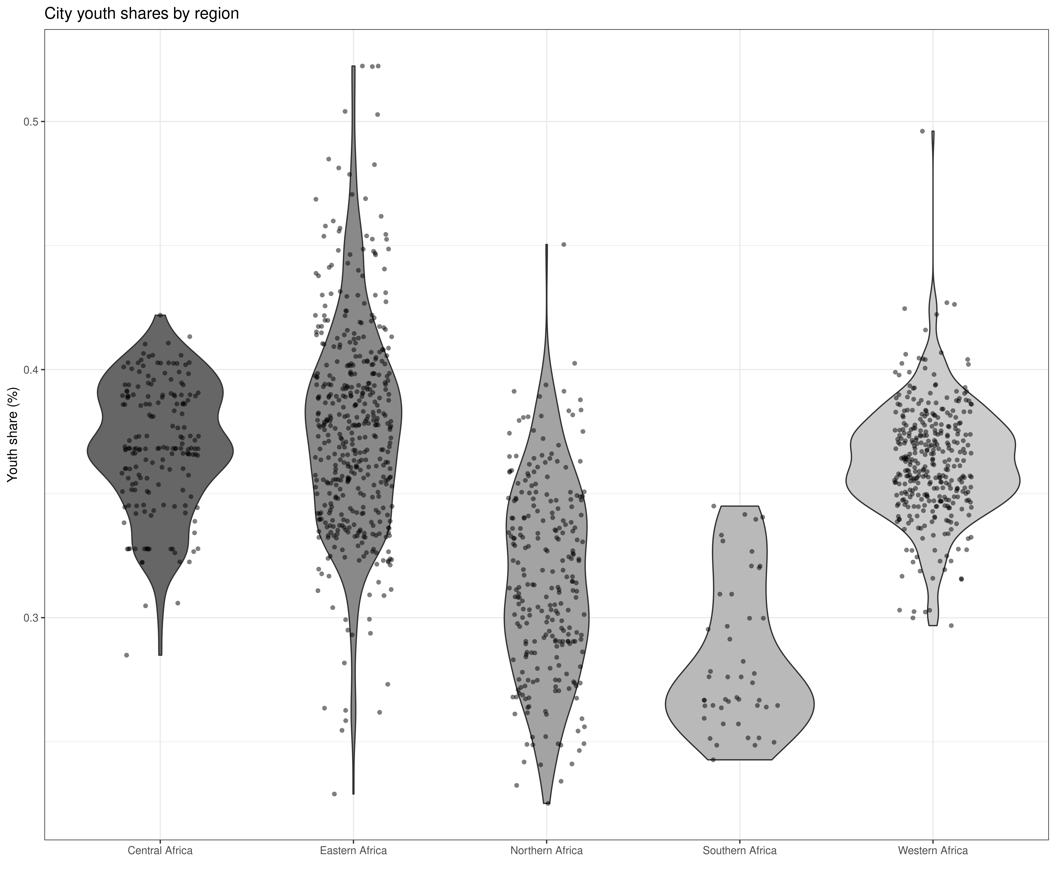 City youth shares by region
Youth share (%)
0.5
0.4
0.3
Central Africa
Eastern Africa
Northern Africa
Southern Africa
Western Africa